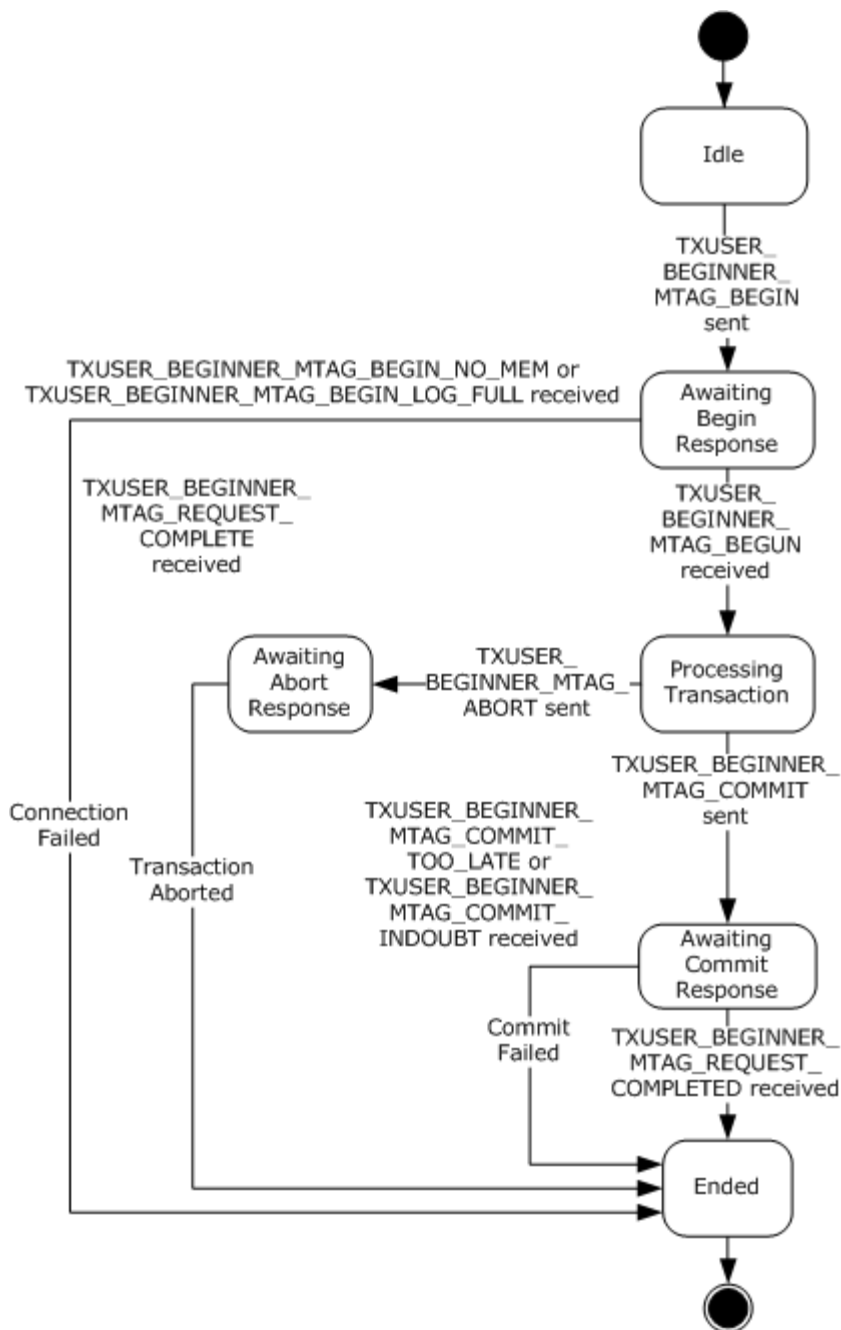 Idle
TXUSER_
BEGINNER_
MTAG_BEGIN
sent
TXUSER_BEGINNER_MTAG_BEGIN_NO_MEM or
TXUSER_BEGINNER_MTAG_BEGIN_LOG_FULL received
Awaiting
Begin
Response
TXUSER_BEGINNER_
MTAG_REQUEST_
COMPLETE
received
TXUSER_
BEGINNER_
MTAG_BEGUN
received
Awaiting
Abort
Response
TXUSER_
BEGINNER_MTAG_
ABORT sent
Processing
Transaction
TXUSER_BEGINNER_
MTAG_COMMIT
sent
Connection
Failed
Transaction
Aborted
TXUSER_BEGINNER_
MTAG_COMMIT_
TOO_LATE or
TXUSER_BEGINNER_
MTAG_COMMIT_
INDOUBT received
Awaiting
Commit
Response
Commit
Failed
TXUSER_BEGINNER_
MTAG_REQUEST_
COMPLETED received
Ended